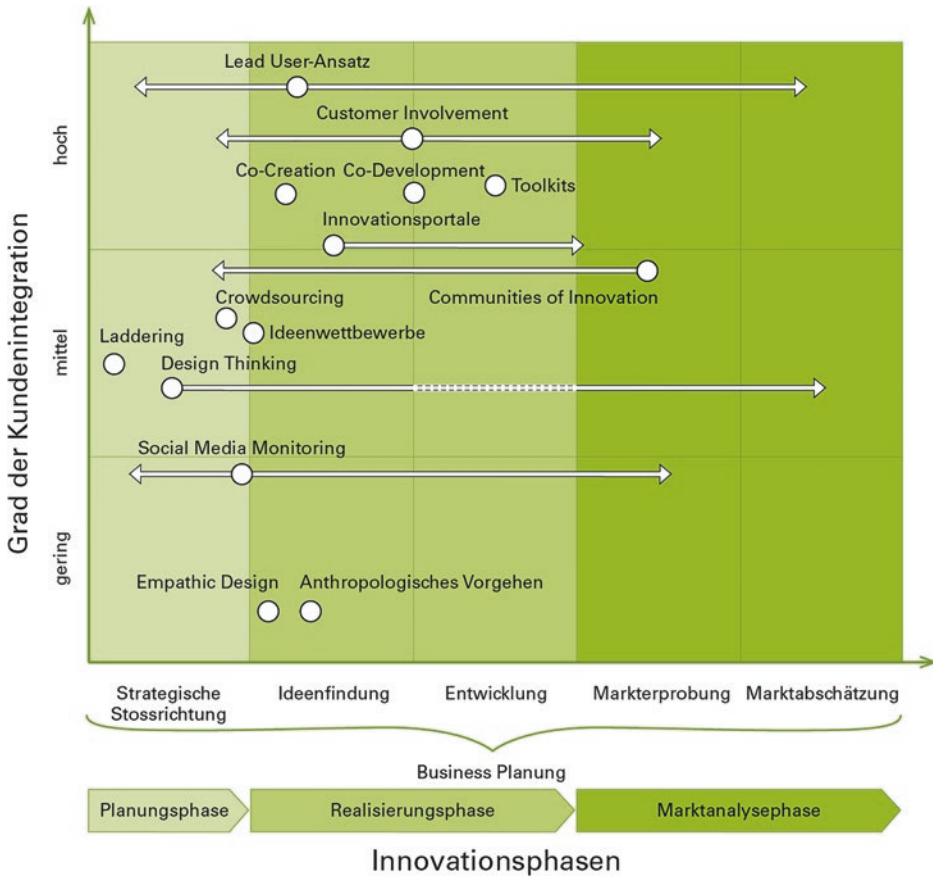 Lead User-Ansatz
Customer Involvement
Co-Creation
Co-Development
Toolkits
Innovationsportale
Crowdsourcing
Communities of Innovation
Ideenwettbewerbe
Laddering
Design Thinking
Social Media Monitoring
Empathic Design
Anthropologisches Vorgehen
Grad der Kundenintegration
hoch
mittel
gering
Strategische
Stossrichtung
Ideenfindung
Entwicklung
Markterprobung
Marktabschätzung
Business Planung
Planungsphase
Realisierungsphase
Marktanalysephase
Innovationsphasen